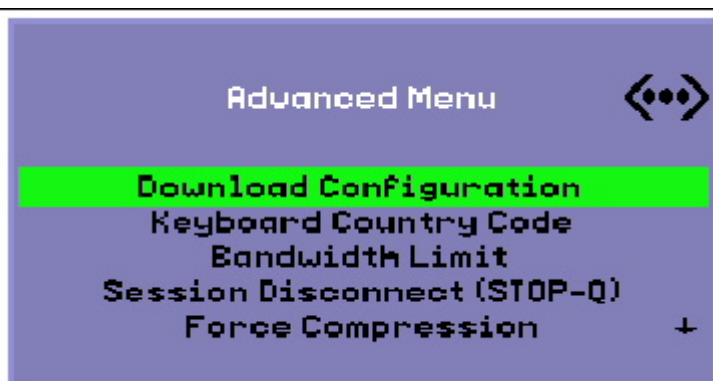 Advanced Menu
Download Configuration
Keyboard Country Code
Bandwidth Limit
Session Disconnect (STOP-Q)
Force Compression